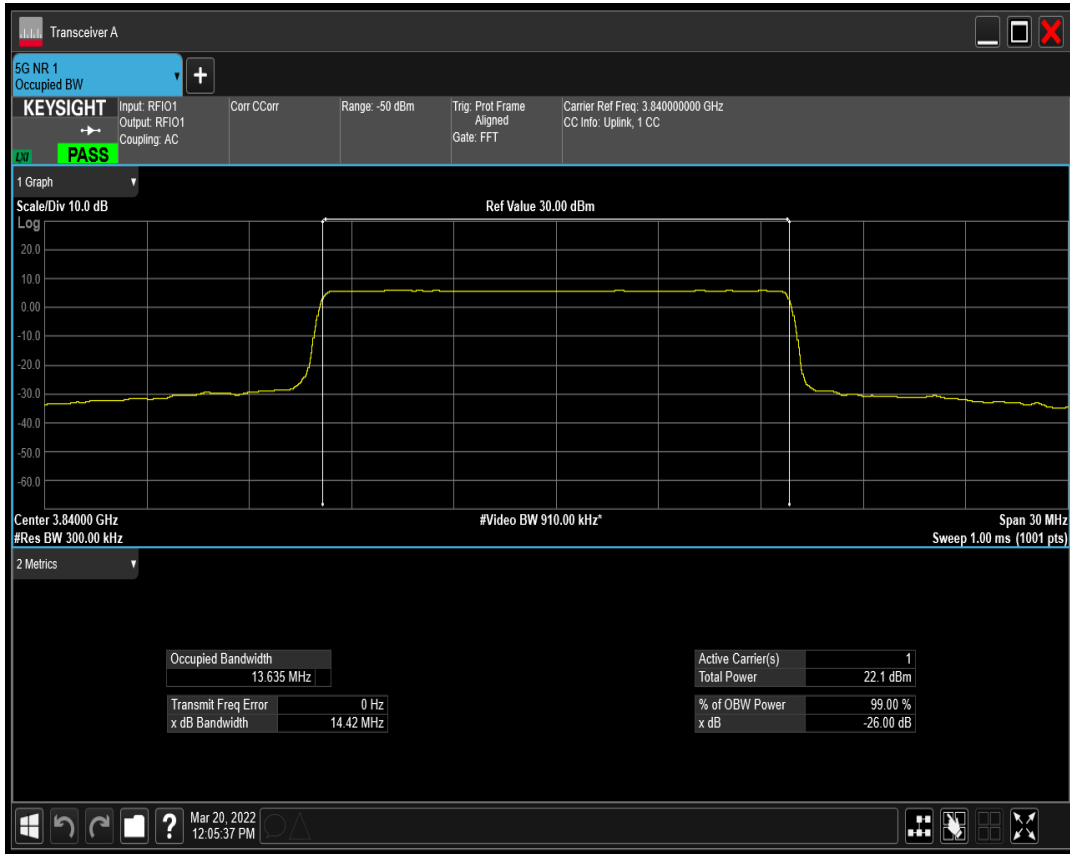 Transceiver A
5G NR 1
Occupied BW
+
KEYSIGHT
LXI
PASS
Input: RFIO1
Output: RFIO1
Coupling: AC
Corr CCorr
Range: -50 dBm
Trig: Prot Frame
Aligned
Gate: FFT
Carrier Ref Freq: 3.840000000 GHz
CC Info: Uplink, 1 CC
1 Graph
Scale/Div 10.0 dB
Ref Value 30.00 dBm
Log
20.0
10.0
0.00
-10.0
-20.0
-30.0
-40.0
-50.0
-60.0
Center 3.84000 GHz
#Video BW 910.00 kHz*
Span 30 MHz
#Res BW 300.00 kHz
Sweep 1.00 ms (1001 pts)
2 Metrics
Occupied Bandwidth
13.635 MHz
Transmit Freq Error 0 Hz
x dB Bandwidth 14.42 MHz
Active Carrier(s) 1
Total Power 22.1 dBm
% of OBW Power 99.00 %
x dB -26.00 dB
?
Mar 20, 2022
12:05:37 PM